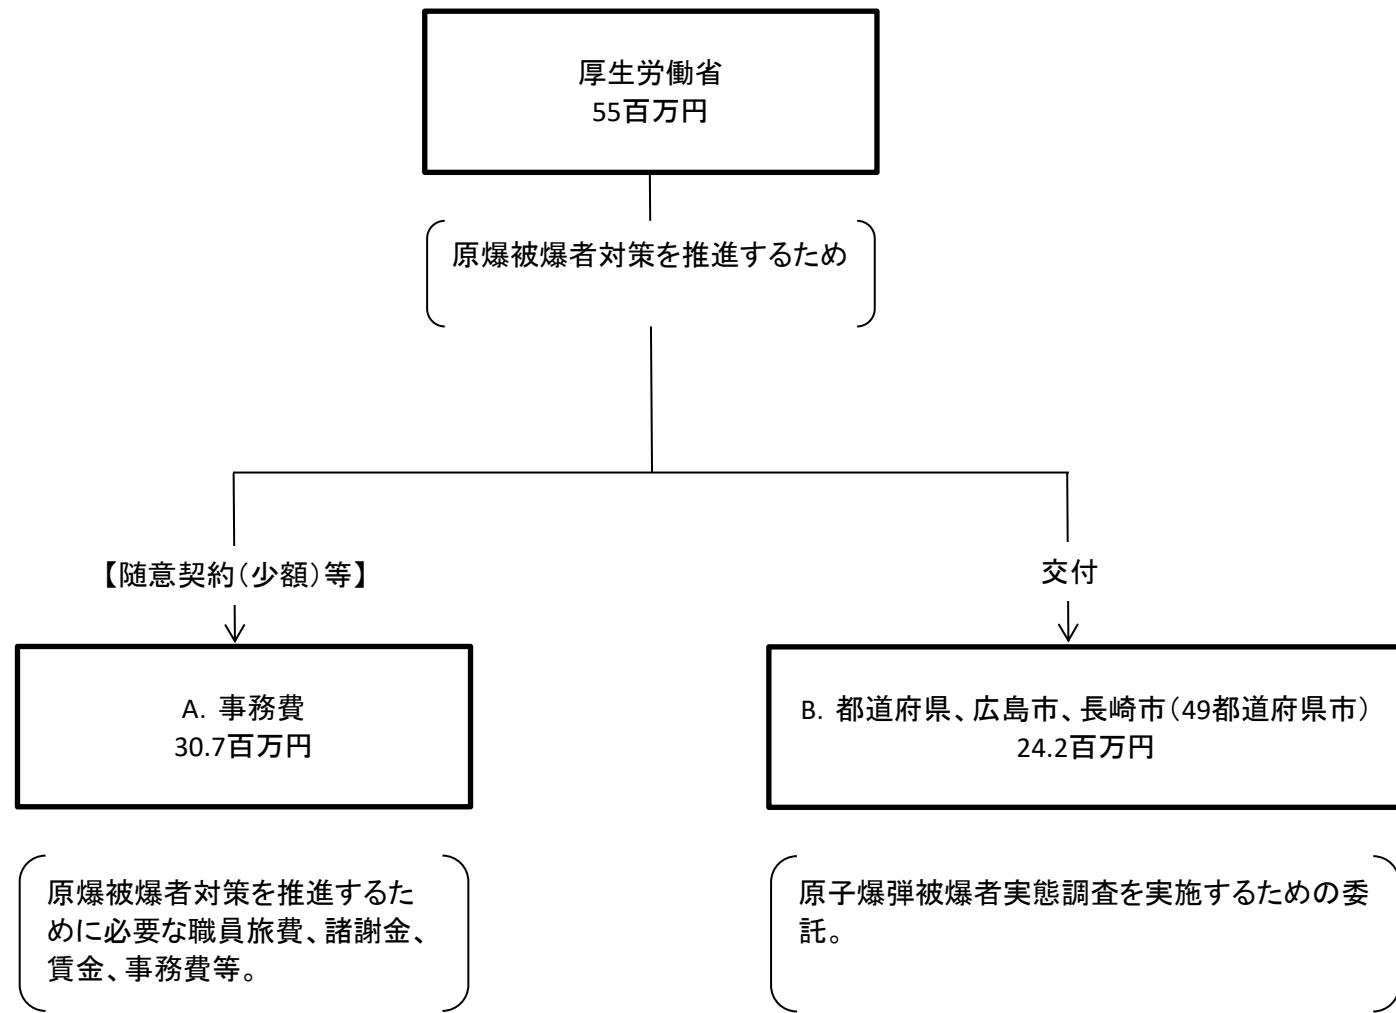 厚生労働省
55百万円
原爆被爆者対策を推進するため
【随意契約(少額)等】
交付
A. 事務費
30.7百万円
B. 都道府県、広島市、長崎市(49都道府県市)
24.2百万円
原爆被爆者対策を推進するた
めに必要な職員旅費、諸謝金、
賃金、事務費等。
原子爆弾被爆者実態調査を実施するための委
託。